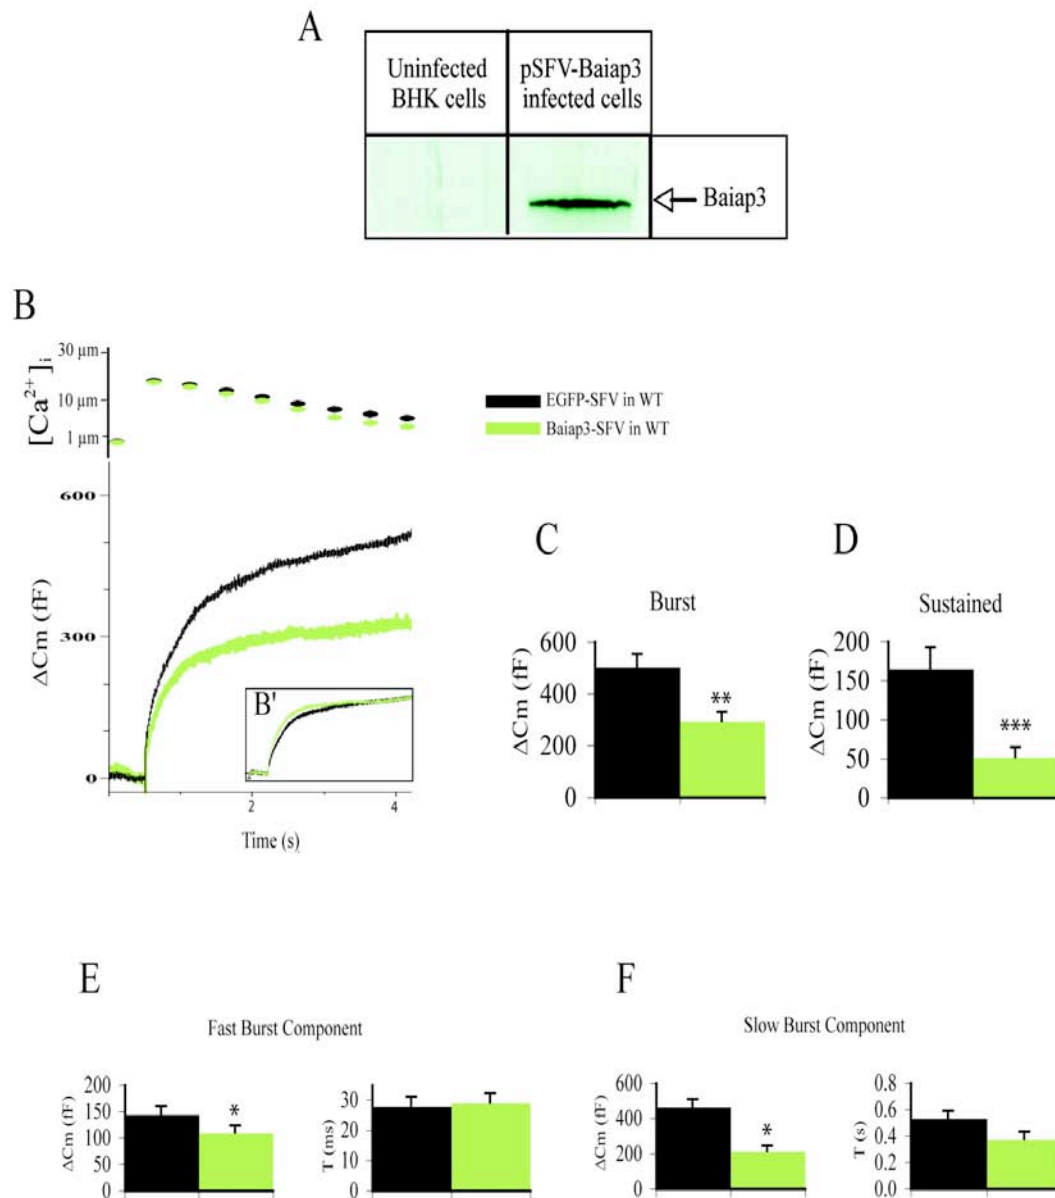 A
Uninfected
BHK cells
pSFV-Baiap3
infected cells
Baiap3
B
[Ca2+]i
30 µm
10 µm
1 µm
EGFP-SFV in WT
Baiap3-SFV in WT
ΔCm (fF)
600
300
0
B'
2
4
Time (s)
C
Burst
ΔCm (fF)
600
400
200
0
**
D
Sustained
ΔCm (fF)
200
150
100
50
0
***
E
Fast Burst Component
ΔCm (fF)
200
150
100
50
0
*
T (ms)
30
20
10
0
F
Slow Burst Component
ΔCm (fF)
600
400
200
0
*
T (s)
0.8
0.6
0.4
0.2
0.0